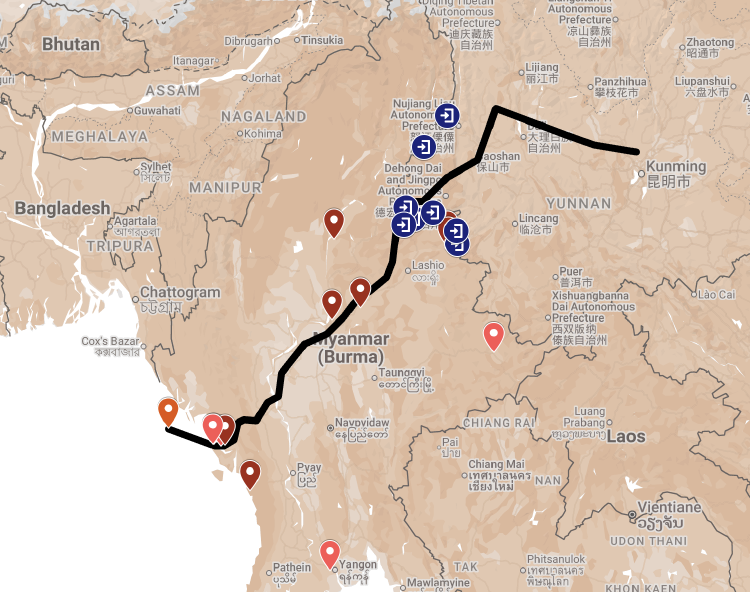 Diqing Tibetan
Autonomous
Prefecture
迪庆藏族
自治州
Autonomous
Prefecture
凉山彝族
自治州
Bhutan
Dibrugarh
Tinsukia
Zhaotong
昭通市
Itanagar
Jorhat
Lijiang
丽江市
Panzhihua
攀枝花市
Liupanshui
六盘水市
ASSAM
Guwahati
NAGALAND
Kohima
MEGHALAYA
Nujiang
Autonomous
Baoshan
保山市
大理白族
自治州
Kunming
昆明市
Sylhet
সিলেট
MANIPUR
Dehong Dai
and Jingpo
Autonomous
YUNNAN
Bangladesh
Agartala
আগরতলা
TRIPURA
Lincang
临沧市
Lashio
လားရှိုး
Puer
普洱市
Chattogram
চট্টগ্রাম
Xishuangbanna
Dai Autonomous
Prefecture
西双版纳
傣族自治州
Lào Cai
Cox's Bazar
কক্সবাজার
Myanmar
(Burma)
Taunggyi
တောင်ကြီးမြို့
Naypyidaw
နေပြည်တော်
CHIANG RAI
Luang
Prabang
ຫຼວງພະບາງ
Laos
Pai
ปาย
Pyay
ပြည်
Chiang Mai
เทศบาลนคร
เชียงใหม่
NAN
Vientiane
ວຽງຈັນ
UDON THANI
Pathein
ပုသိမ်
Yangon
ရန်ကုန်
TAK
Phitsanulok
เทศบาลนคร
พิษณุโลก
Mawlamyine
KHON KAEN